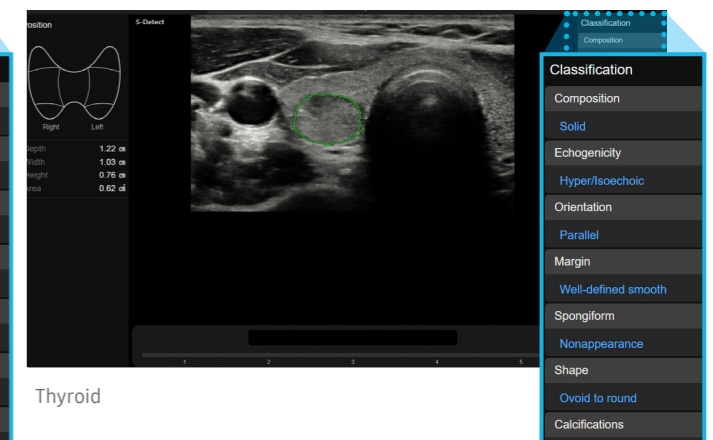 osition
S-Detect
Classification
Composition
Right Left
Depth 1.22 cm
Width 1.03 cm
Height 0.76 cm
Area 0.62 cm²
1 2 3 4 5
Thyroid
Classification
Composition
Solid
Echogenicity
Hyper/Isoechoic
Orientation
Parallel
Margin
Well-defined smooth
Spongiform
Nonappearance
Shape
Ovoid to round
Calcifications